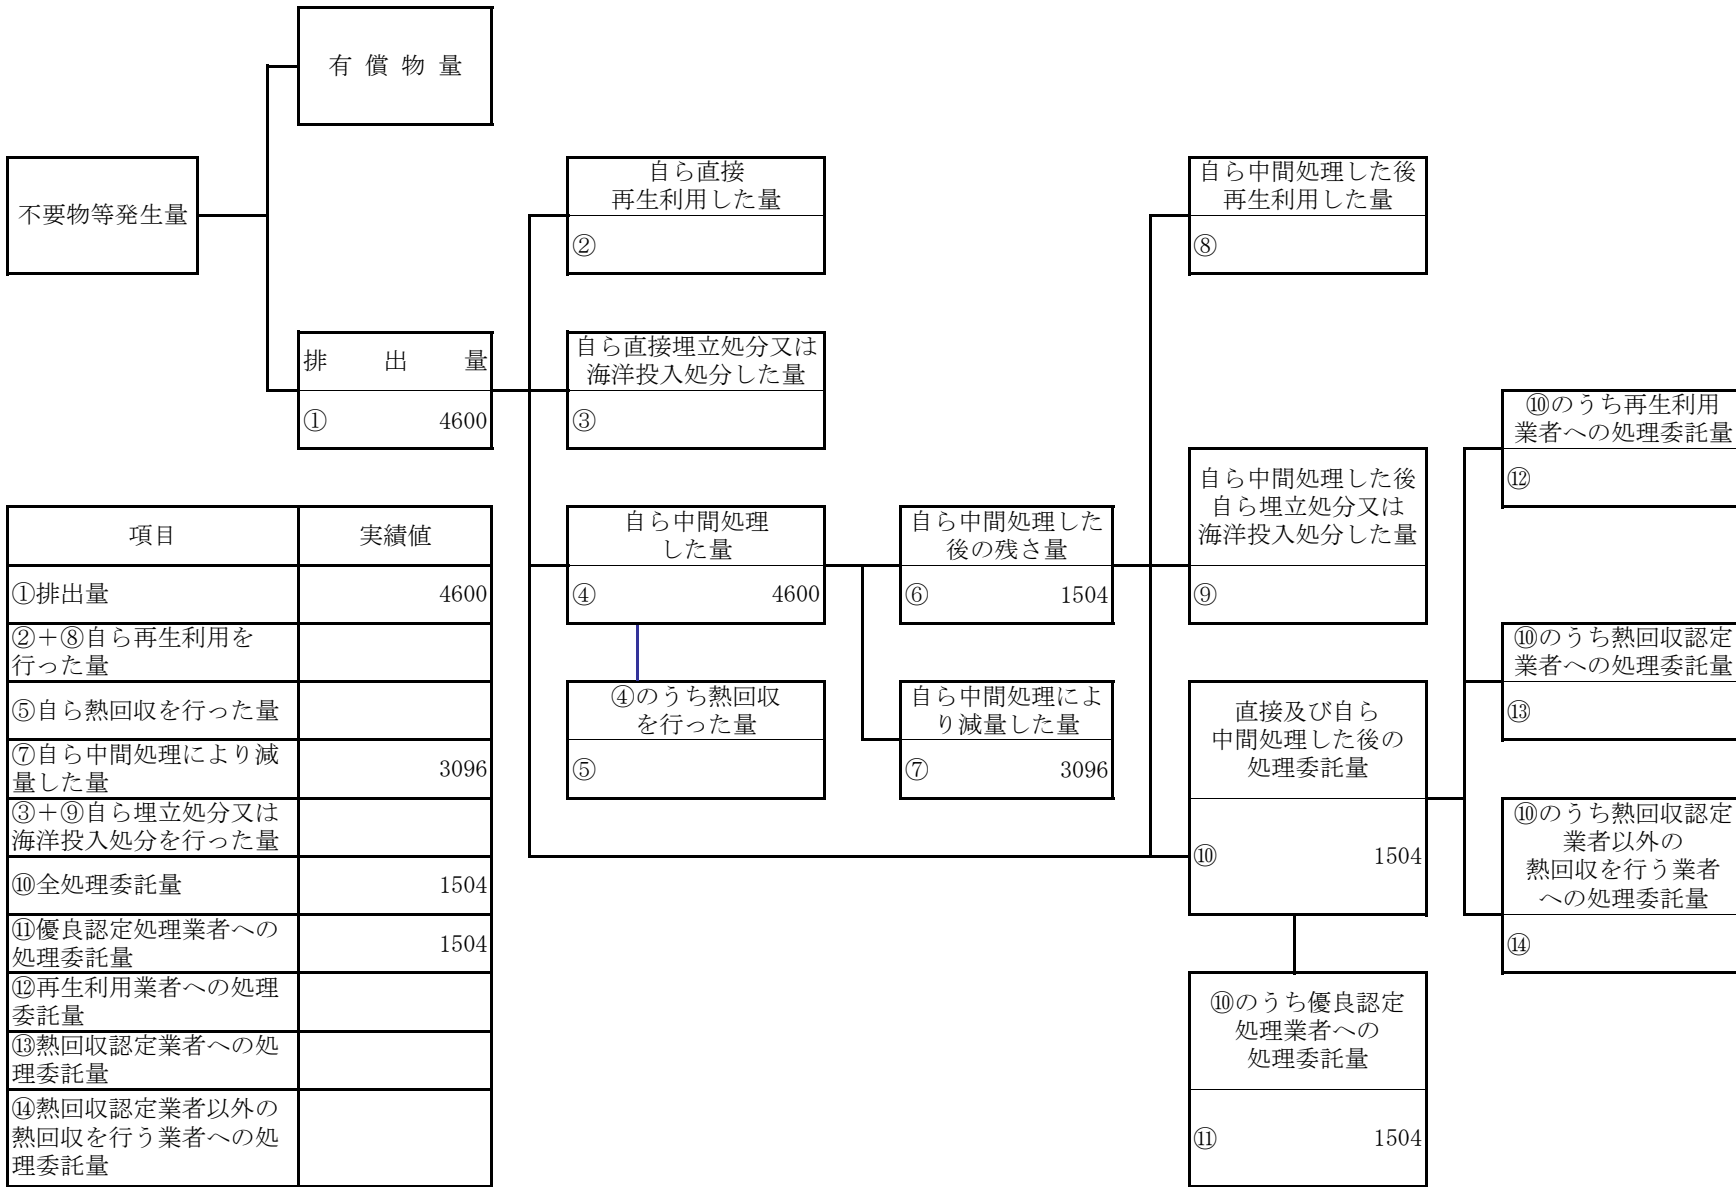 有 償 物 量
不要物等発生量
自ら直接
再生利用した量
②
自ら中間処理した後
再生利用した量
⑧
排 出 量
① 4600
自ら直接埋立処分又は
海洋投入処分した量
③
⑩のうち再生利用
業者への処理委託量
⑫
自ら中間処理した後
自ら埋立処分又は
海洋投入処分した量
⑨
自ら中間処理
した量
④ 4600
自ら中間処理した
後の残さ量
⑥ 1504
⑩のうち熱回収認定
業者への処理委託量
⑬
④のうち熱回収
を行った量
⑤
自ら中間処理によ
り減量した量
⑦ 3096
直接及び自ら
中間処理した後の
処理委託量
⑩ 1504
⑩のうち熱回収認定
業者以外の
熱回収を行う業者
への処理委託量
⑭
⑩のうち優良認定
処理業者への
処理委託量
⑪ 1504
項目 実績値
①排出量 4600
②＋⑧自ら再生利用を
行った量
⑤自ら熱回収を行った量
⑦自ら中間処理により減
量した量 3096
③＋⑨自ら埋立処分又は
海洋投入処分を行った量
⑩全処理委託量 1504
⑪優良認定処理業者への
処理委託量 1504
⑫再生利用業者への処理
委託量
⑬熱回収認定業者への処
理委託量
⑭熱回収認定業者以外の
熱回収を行う業者への処
理委託量